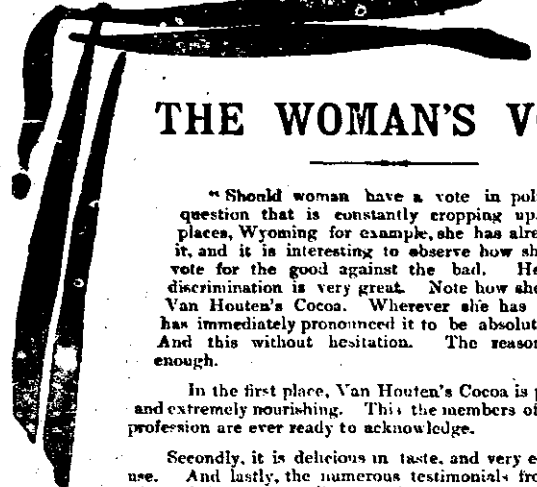 THE WOMAN'S V
"Should woman have a vote in pol
question that is constantly cropping up
places, Wyoming for example, she has alre
it, and it is interesting to observe how sh
vote for the good against the bad. He
discrimination is very great. Note how she
Van Houten's Cocoa. Wherever she has
has immediately pronounced it to be absolut
And this without hesitation. The reason
enough.
In the first place, Van Houten's Cocoa is p
and extremely nourishing. This the members of
profession are ever ready to acknowledge.
Secondly, it is delicious in taste, and very e
use. And lastly, the numerous testimonials fro